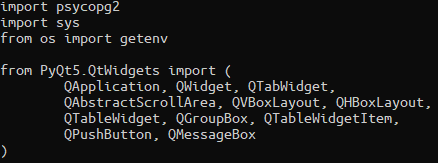 import psycopg2
import sys
from os import getenv

from PyQt5.QtWidgets import (
        QApplication, QWidget, QTabWidget,
        QAbstractScrollArea, QVBoxLayout, QHBoxLayout,
        QTableWidget, QGroupBox, QTableWidgetItem,
        QPushButton, QMessageBox
)